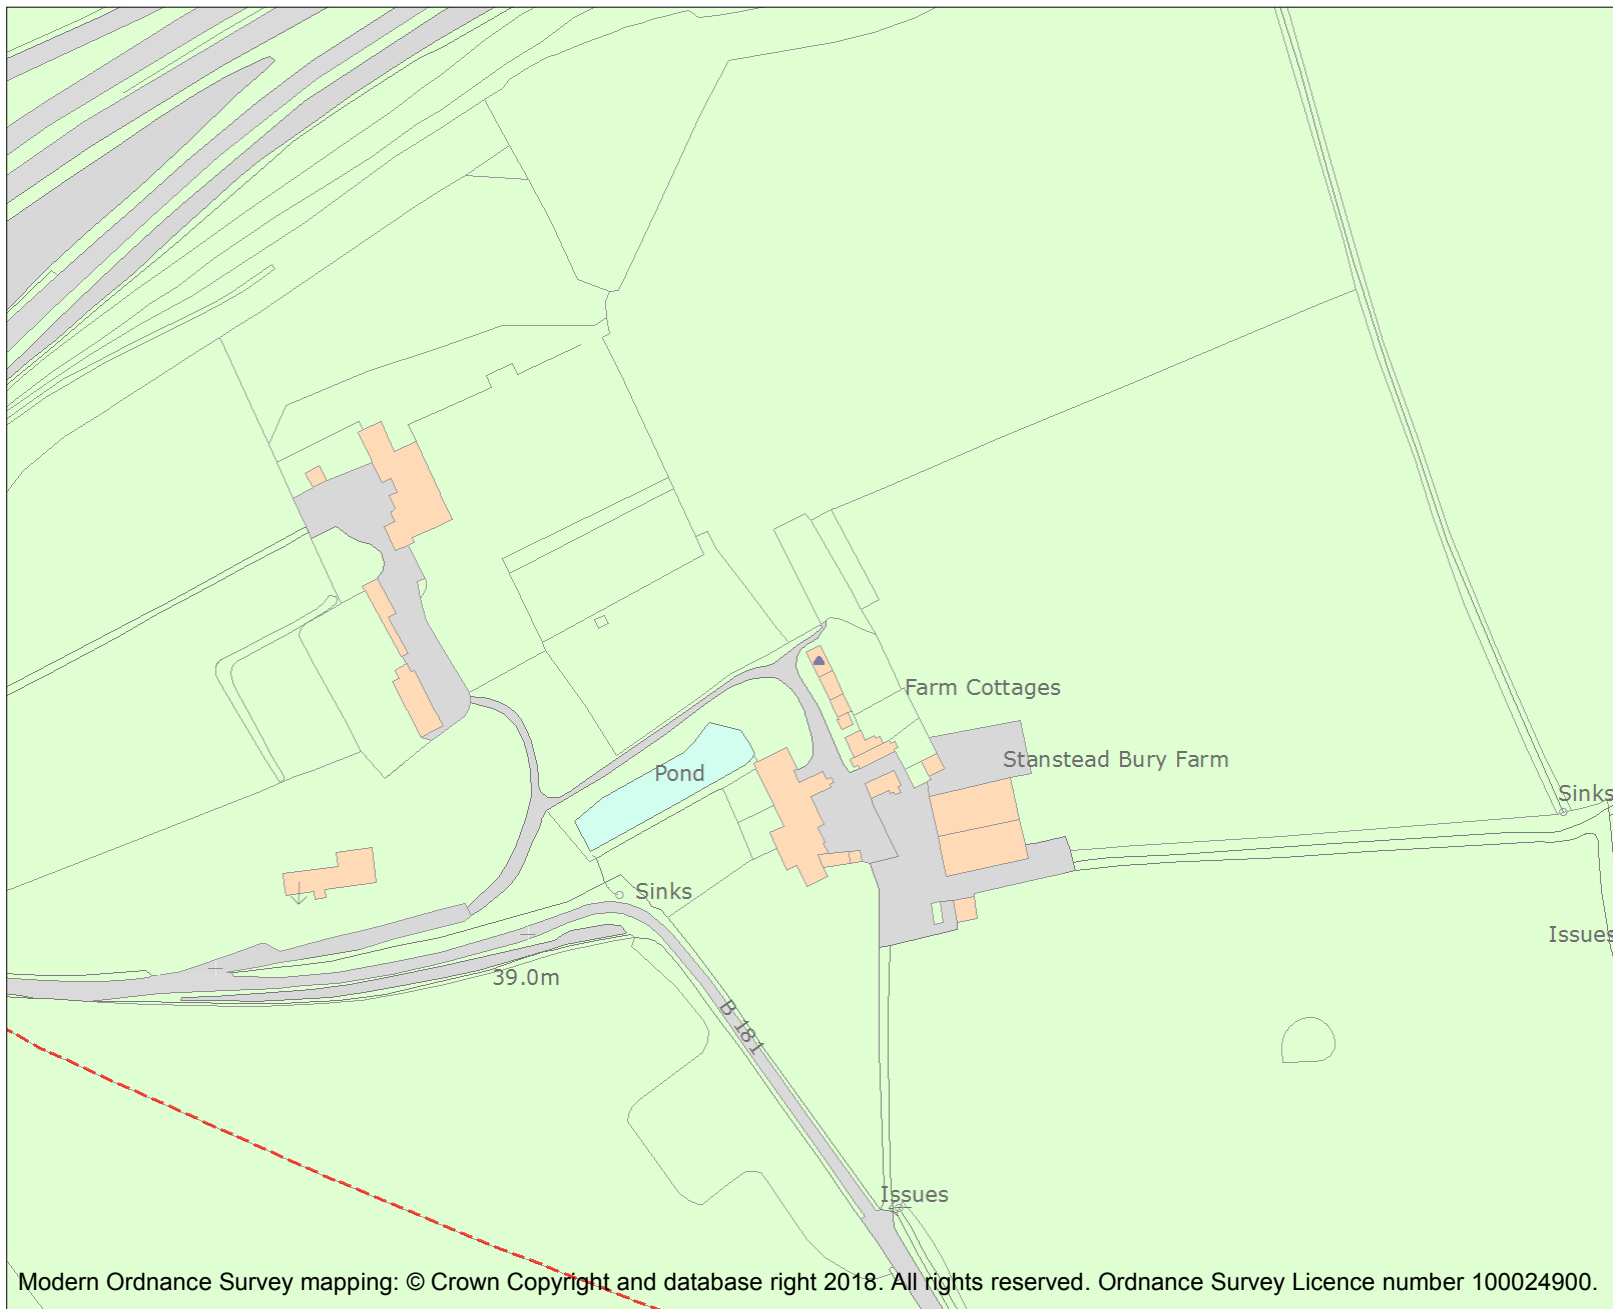 Farm Cottages
Stanstead Bury Farm
Pond
Sinks
Sinks
Issues
39.0m
B 181
Issues
Modern Ordnance Survey mapping: © Crown Copyright and database right 2018. All rights reserved. Ordnance Survey Licence number 100024900.